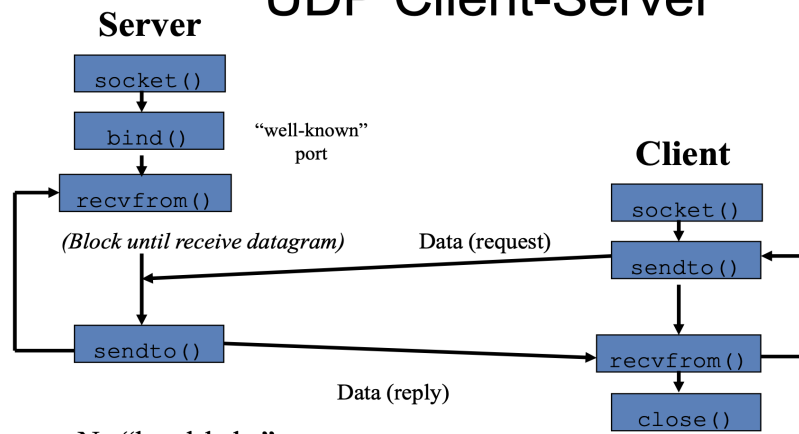 UDP Client-Server
Server
socket()
bind()
"well-known"
port
recvfrom()
(Block until receive datagram)
sendto()
Data (request)
Data (reply)
Client
socket()
sendto()
recvfrom()
close()